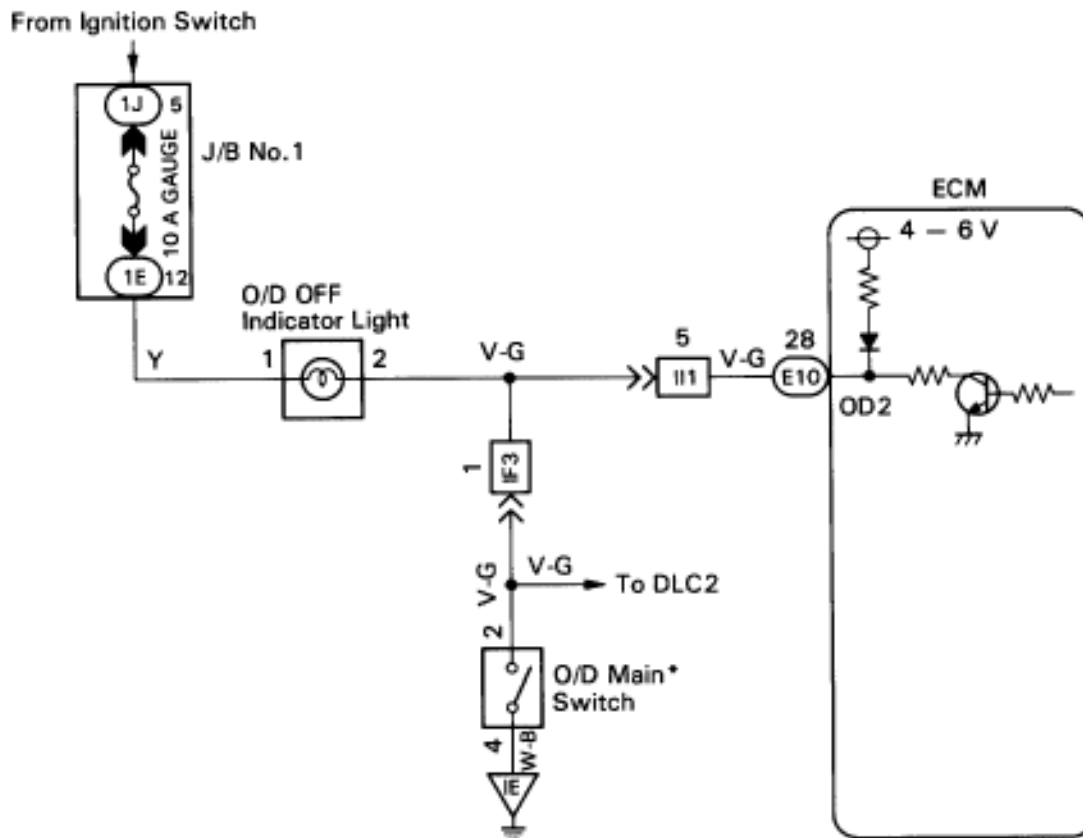 From Ignition Switch
1J 5
10 A GAUGE
J/B No.1
1E 12
ECM
4 – 6 V
O/D OFF
Indicator Light
Y
1
2
V-G
5
II1
V-G
28
E10
OD2
1
IF3
V-G
V-G
To DLC2
2
O/D Main*
Switch
4
W-B
IE